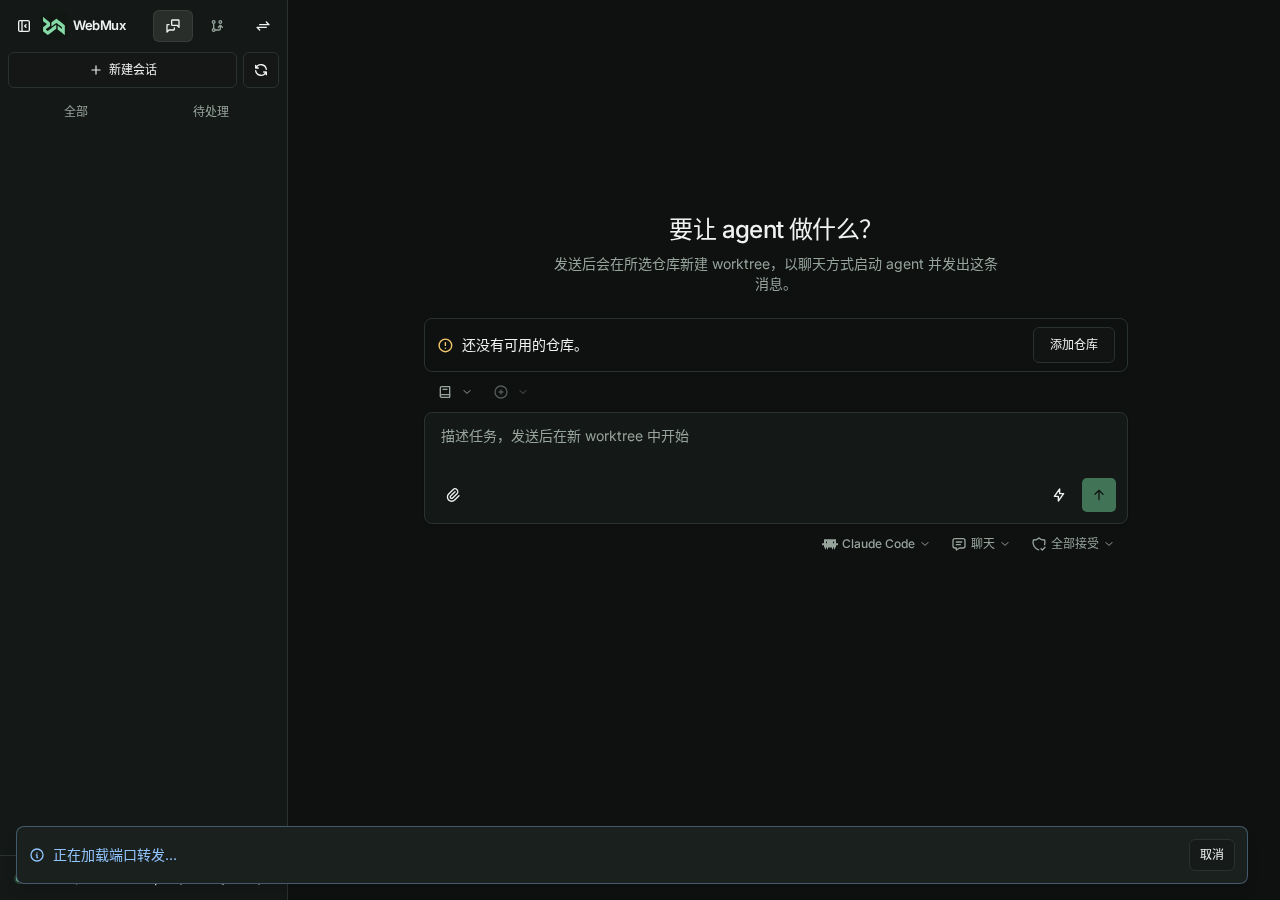 WebMux
新建会话
全部
待处理
要让 agent 做什么？
发送后会在所选仓库新建 worktree，以聊天方式启动 agent 并发出这条
消息。
还没有可用的仓库。
添加仓库
描述任务，发送后在新 worktree 中开始
Claude Code
聊天
全部接受
正在加载端口转发...
取消